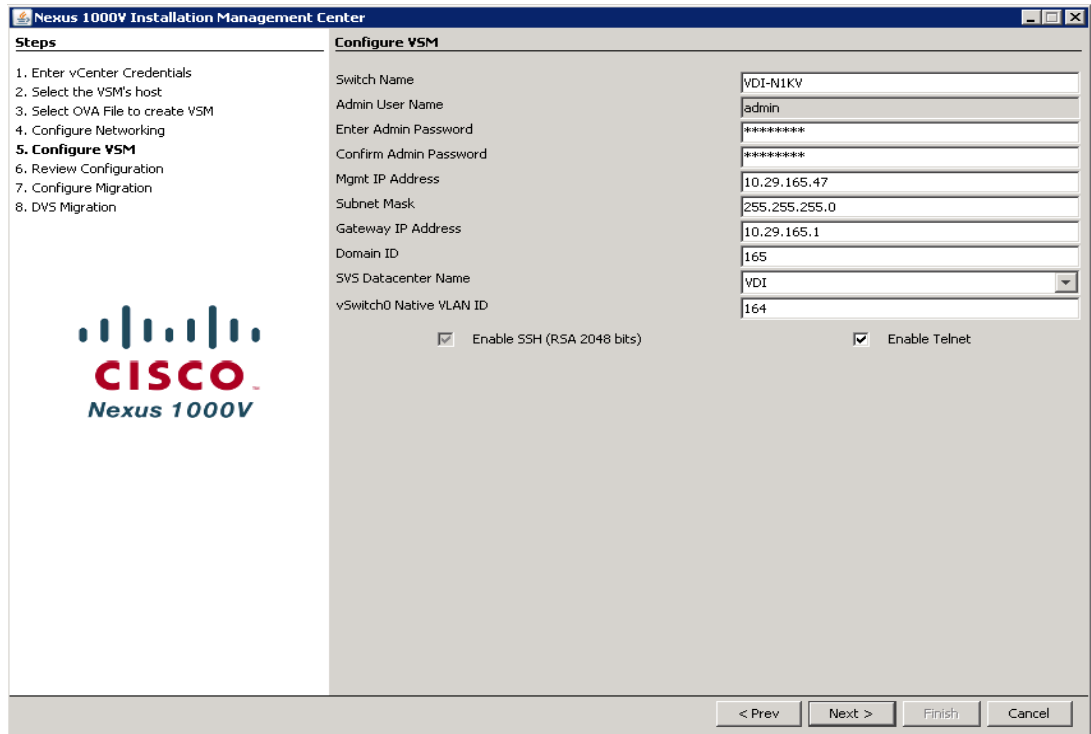 Nexus 1000V Installation Management Center
Steps
1. Enter vCenter Credentials
2. Select the VSM's host
3. Select OVA File to create VSM
4. Configure Networking
5. Configure VSM
6. Review Configuration
7. Configure Migration
8. DVS Migration
CISCO
Nexus 1000V
Configure VSM
Switch Name VDI-N1KV
Admin User Name admin
Enter Admin Password ********
Confirm Admin Password ********
Mgmt IP Address 10.29.165.47
Subnet Mask 255.255.255.0
Gateway IP Address 10.29.165.1
Domain ID 165
SVS Datacenter Name VDI
vSwitch0 Native VLAN ID 164
Enable SSH (RSA 2048 bits) Enable Telnet
< Prev Next > Finish Cancel